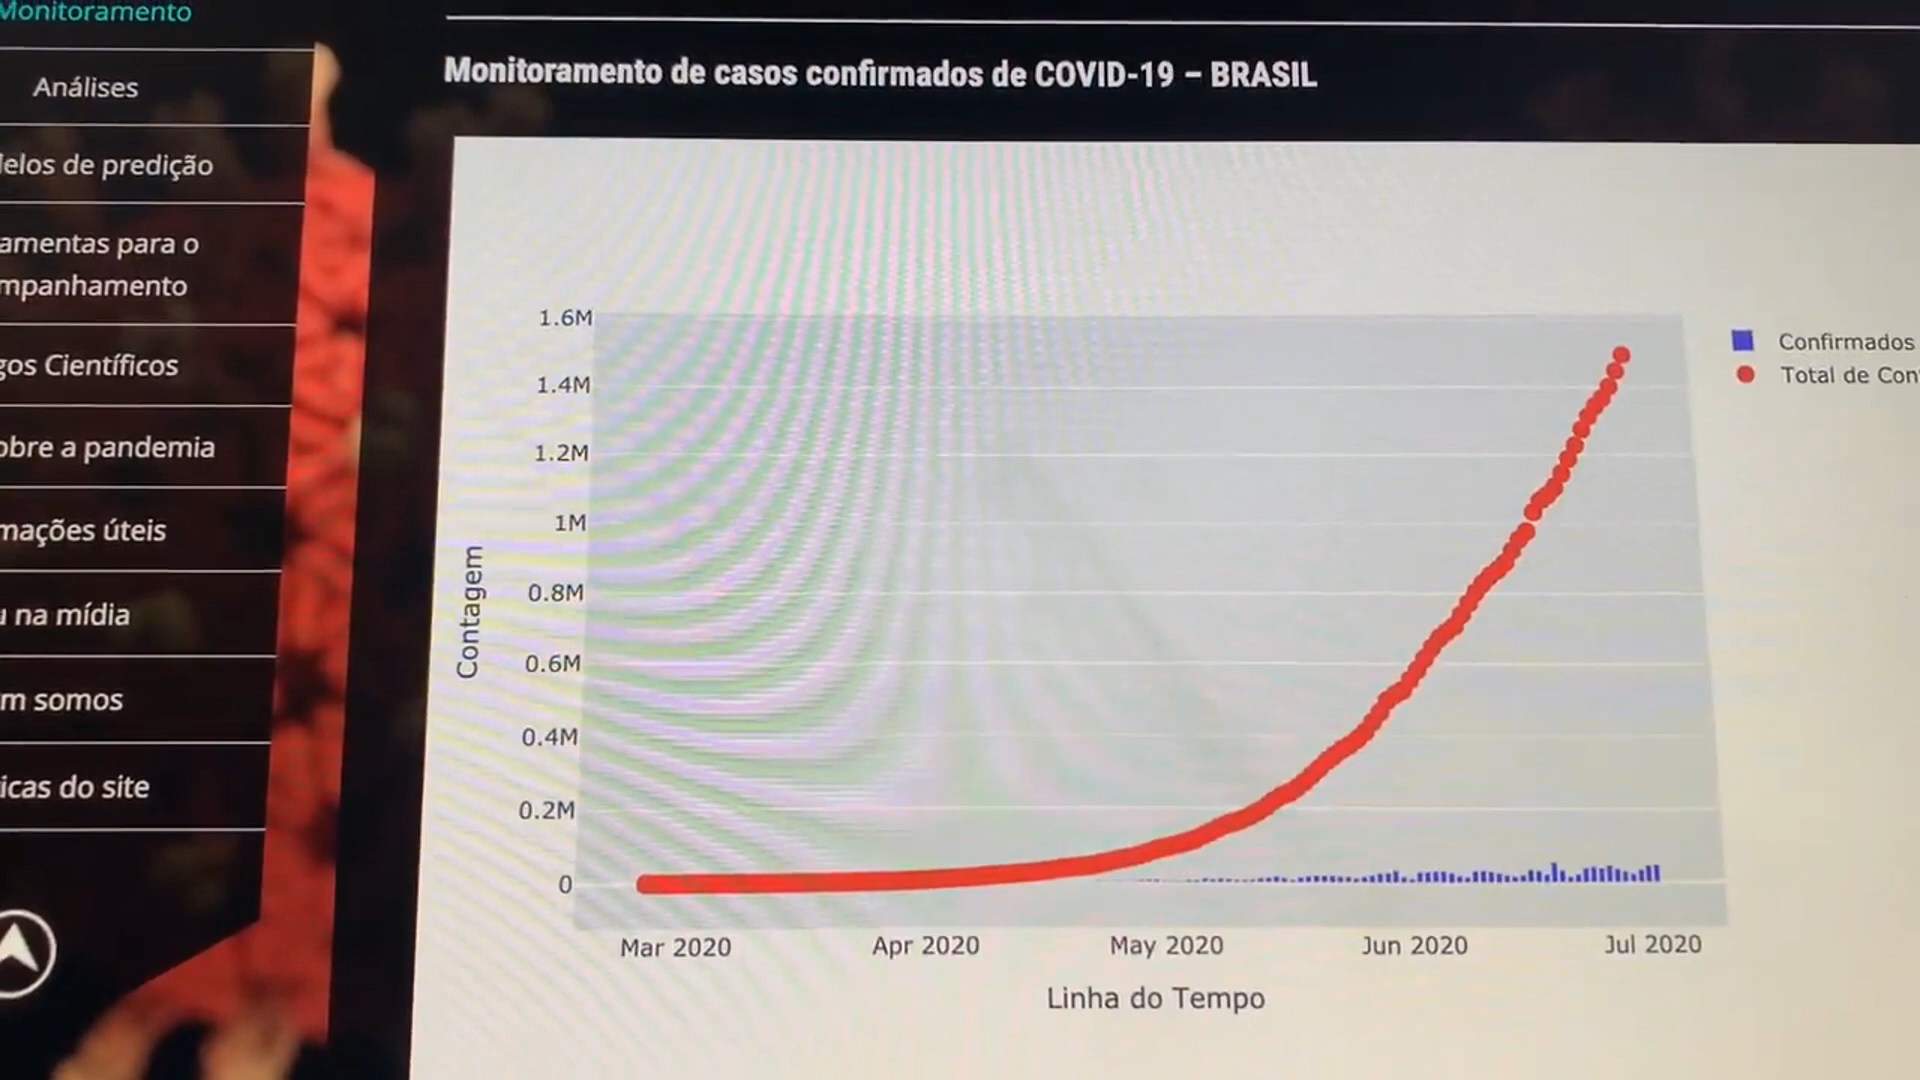 Monitoramento
Análises
elos de predição
amentas para o
mpanhamento
gos Científicos
obre a pandemia
mações úteis
u na mídia
m somos
icas do site
Monitoramento de casos confirmados de COVID-19 – BRASIL
1.6M
1.4M
1.2M
1M
0.8M
0.6M
0.4M
0.2M
0
Contagem
Mar 2020
Apr 2020
May 2020
Jun 2020
Jul 2020
Linha do Tempo
Confirmados
Total de Con